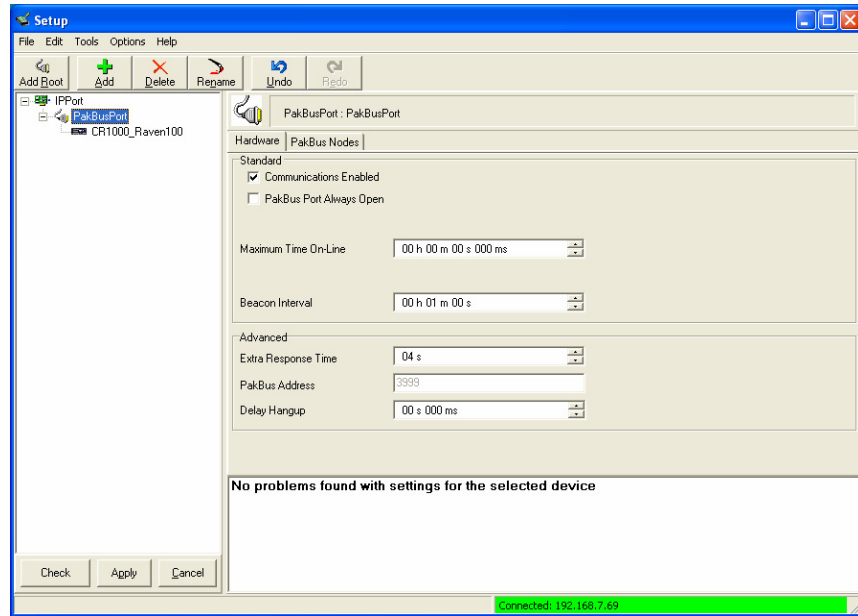 Setup
File Edit Tools Options Help
Add Root Add Delete Rename Undo Redo
IPPort
PakBusPort
CR1000_Raven100
PakBusPort : PakBusPort
Hardware PakBus Nodes
Standard
Communications Enabled
PakBus Port Always Open
Maximum Time On-Line 00 h 00 m 00 s 000 ms
Beacon Interval 00 h 01 m 00 s
Advanced
Extra Response Time 04 s
PakBus Address 3999
Delay Hangup 00 s 000 ms
No problems found with settings for the selected device
Check Apply Cancel
Connected: 192.168.7.69